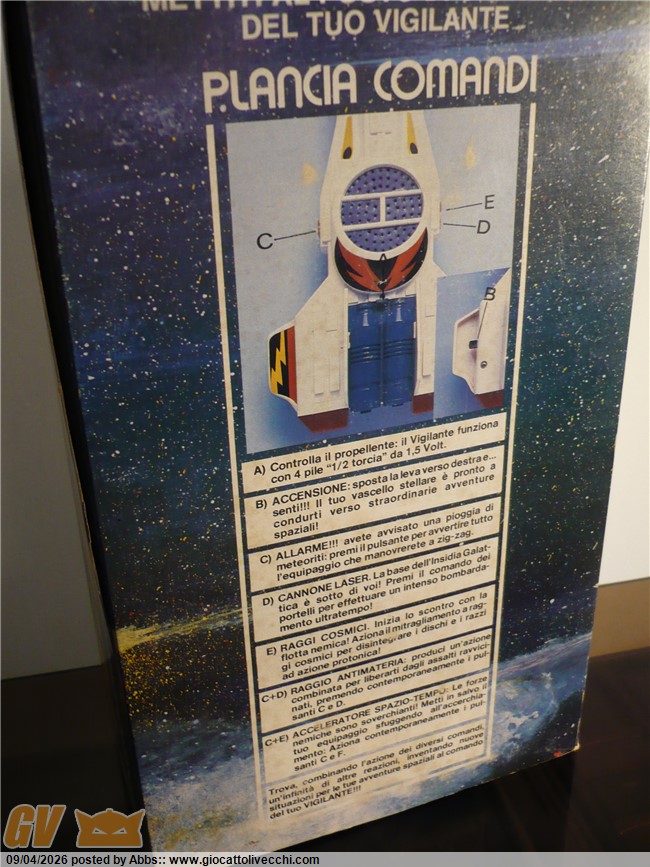 DEL TUO VIGILANTE
PLANCIA COMANDI
E
D
C
A
B
A) Controlla il propellente: il Vigilante funziona
con 4 pile "1/2 torcia" da 1,5 Volt.
B) ACCENSIONE: sposta la leva verso destra e...
senti!!! Il tuo vascello stellare è pronto a
condurti verso straordinarie avventure
spaziali!
C) ALLARME!!! avete avvisato una pioggia di
meteoriti: premi il pulsante per avvertire tutto
l'equipaggio che manovrerete a zig-zag.
D) CANNONE LASER. La base dell'Insidia Galat-
tica è sotto di voi! Premi il comando dei
portelli per effettuare un intenso bombarda-
mento ultratempo!
E) RAGGI COSMICI. Inizia lo scontro con la
flotta nemica! Aziona il mitragliamento a rag-
gi cosmici per disintegrare i dischi e i razzi
ad azione protonica!
C+D) RAGGIO ANTIMATERIA: produci un'azione
combinata per liberarti dagli assalti ravvici-
nati, premendo contemporaneamente i pul-
santi C e D.
C+E) ACCELERATORE SPAZIO-TEMPO: Le forze
nemiche sono soverchianti! Metti in salvo il
tuo equipaggio sfuggendo all'accerchia-
mento: Aziona contemporaneamente i pul-
santi C e F.
Trova, combinando l'azione dei diversi comandi,
un'infinità di altre reazioni, inventando nuove
situazioni per le tue avventure spaziali al comando
del tuo VIGILANTE!!!
GV
09/04/2026 posted by Abbs:: www.giocattolivecchi.com